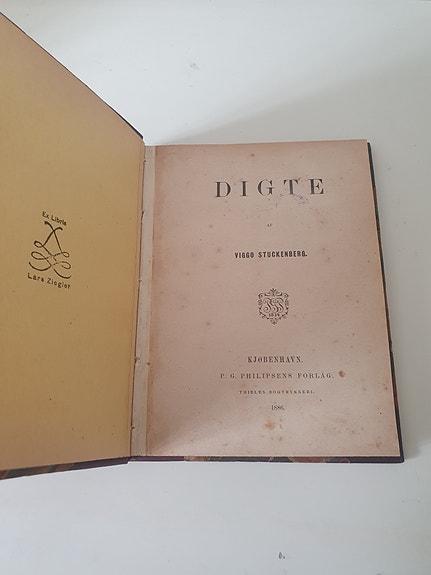 Ex Libris
Lars Ziegler
DIGTE
AF
VIGGO STUCKENBERG.
KJØBENHAVN.
P. G. PHILIPSENS FORLAG.
THIELES BOGTRYKKERI.
1886.